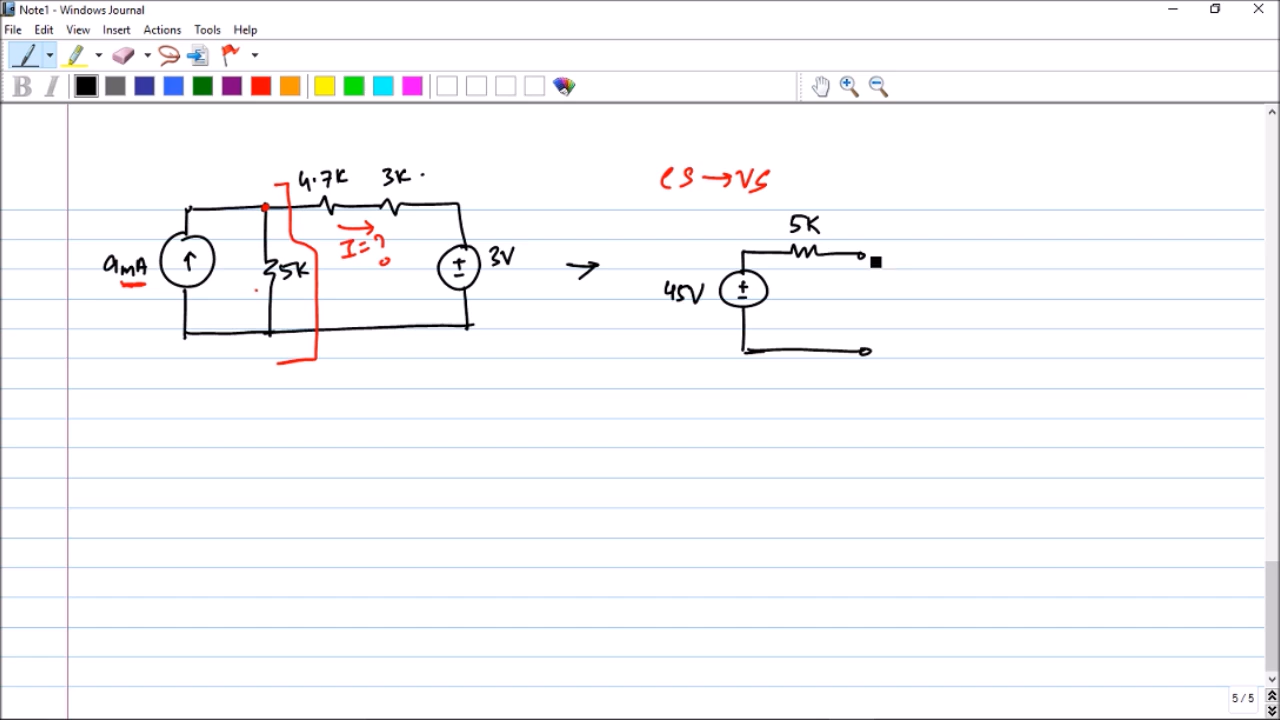 Note1 - Windows Journal
File Edit View Insert Actions Tools Help
B I
4.7K 3K
CS → VS
5K
9mA ↑ 5K I=? + - 3V →
45V + -
5 / 5